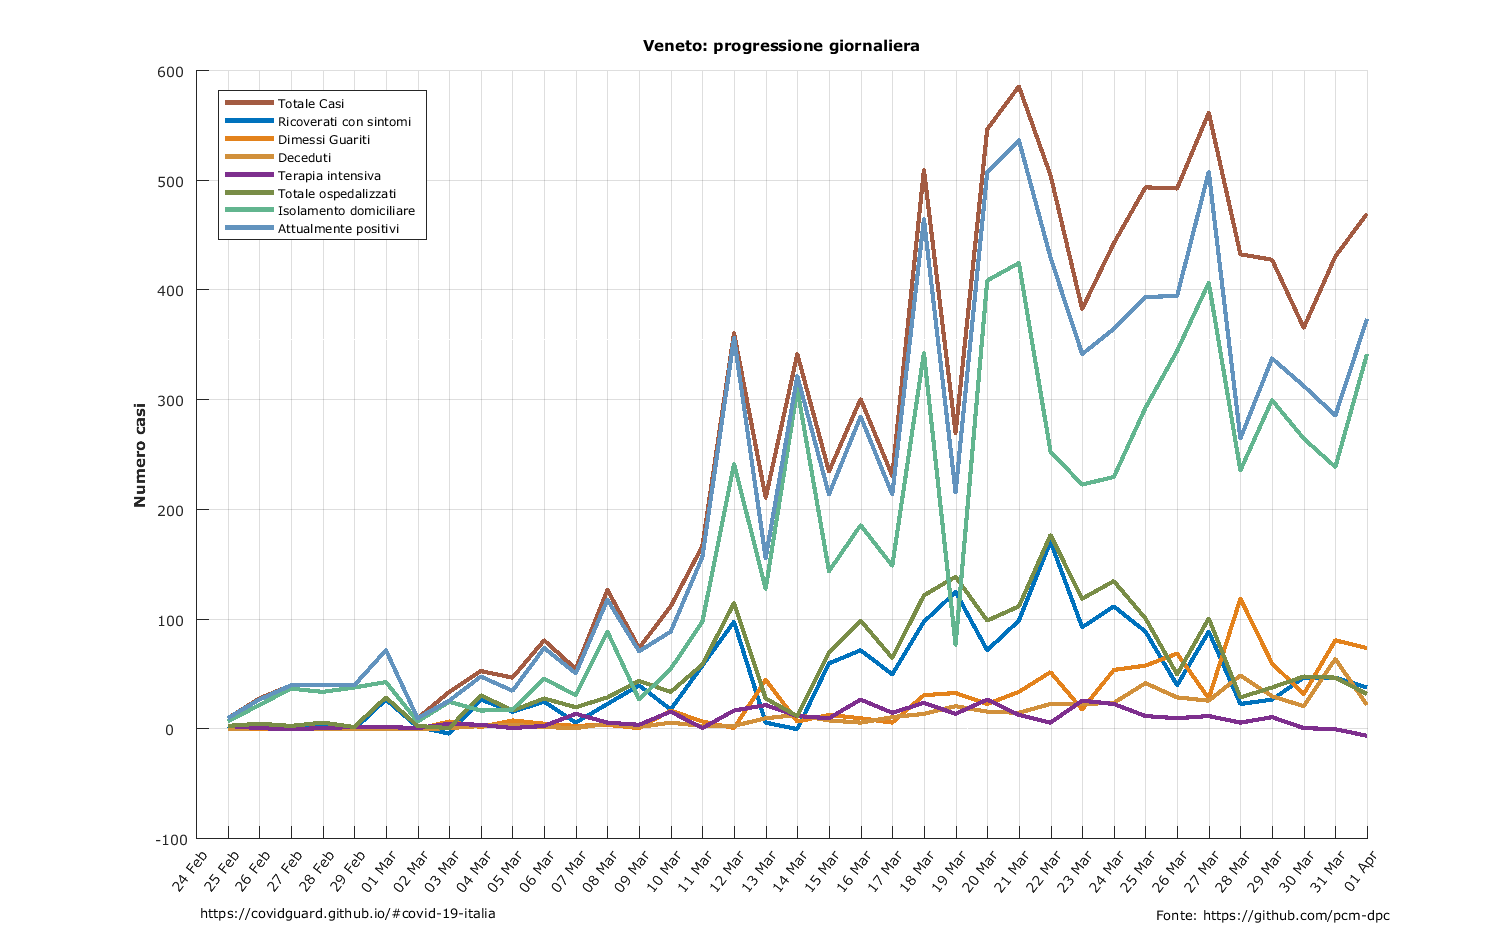 Veneto: progressione giornaliera
600
500
400
300
200
100
0
-100
Numero casi
Totale Casi
Ricoverati con sintomi
Dimessi Guariti
Deceduti
Terapia intensiva
Totale ospedalizzati
Isolamento domiciliare
Attualmente positivi
24 Feb
25 Feb
26 Feb
27 Feb
28 Feb
29 Feb
01 Mar
02 Mar
03 Mar
04 Mar
05 Mar
06 Mar
07 Mar
08 Mar
09 Mar
10 Mar
11 Mar
12 Mar
13 Mar
14 Mar
15 Mar
16 Mar
17 Mar
18 Mar
19 Mar
20 Mar
21 Mar
22 Mar
23 Mar
24 Mar
25 Mar
26 Mar
27 Mar
28 Mar
29 Mar
30 Mar
31 Mar
01 Apr
https://covidguard.github.io/#covid-19-italia
Fonte: https://github.com/pcm-dpc